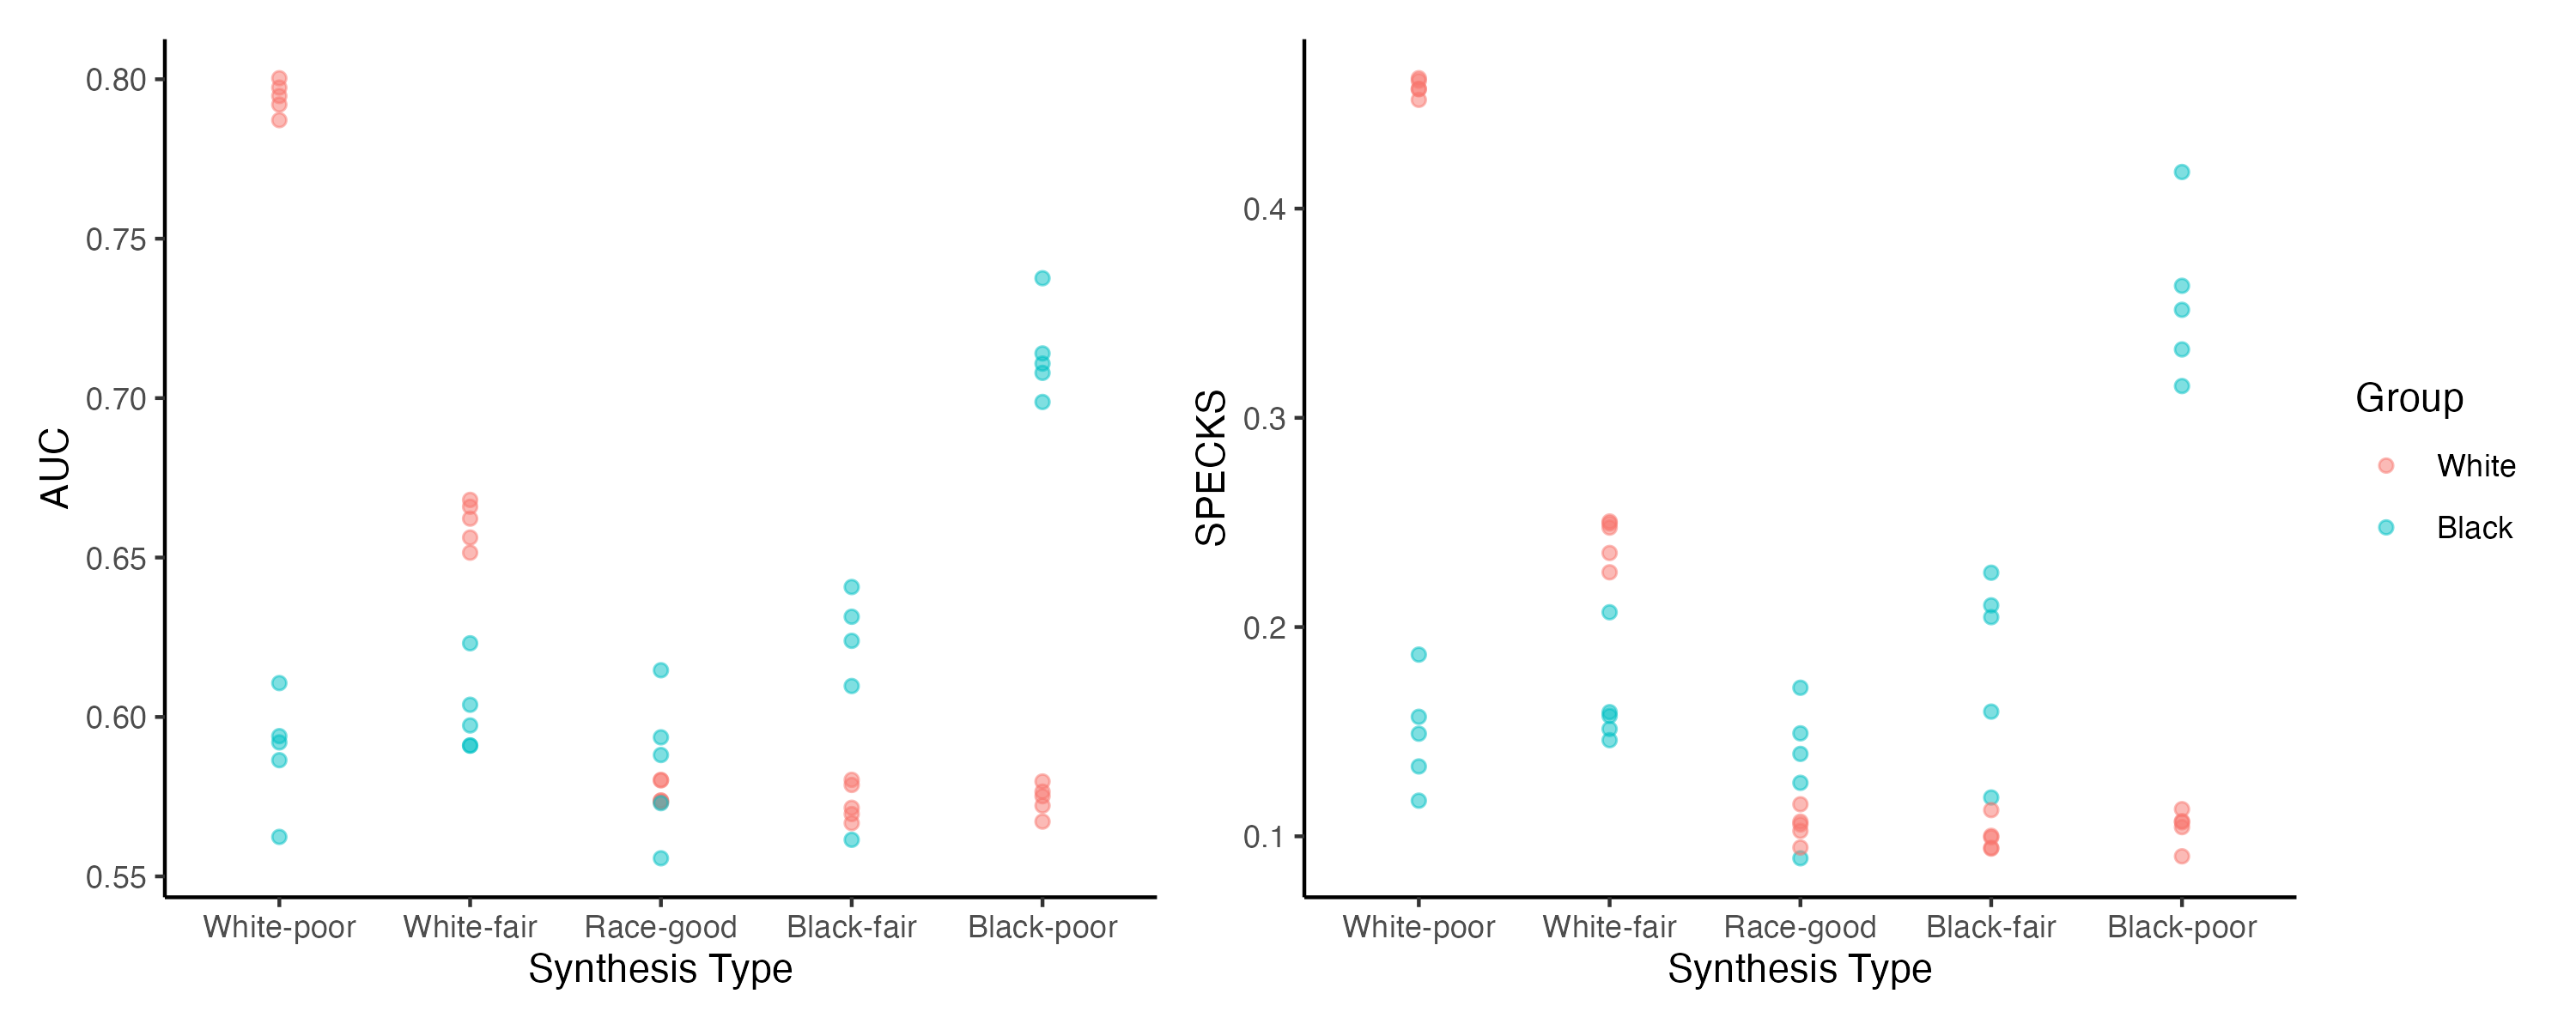 AUC
0.80
0.75
0.70
0.65
0.60
0.55
White-poor White-fair Race-good Black-fair Black-poor
Synthesis Type
SPECKS
0.4
0.3
0.2
0.1
White-poor White-fair Race-good Black-fair Black-poor
Synthesis Type
Group
White
Black